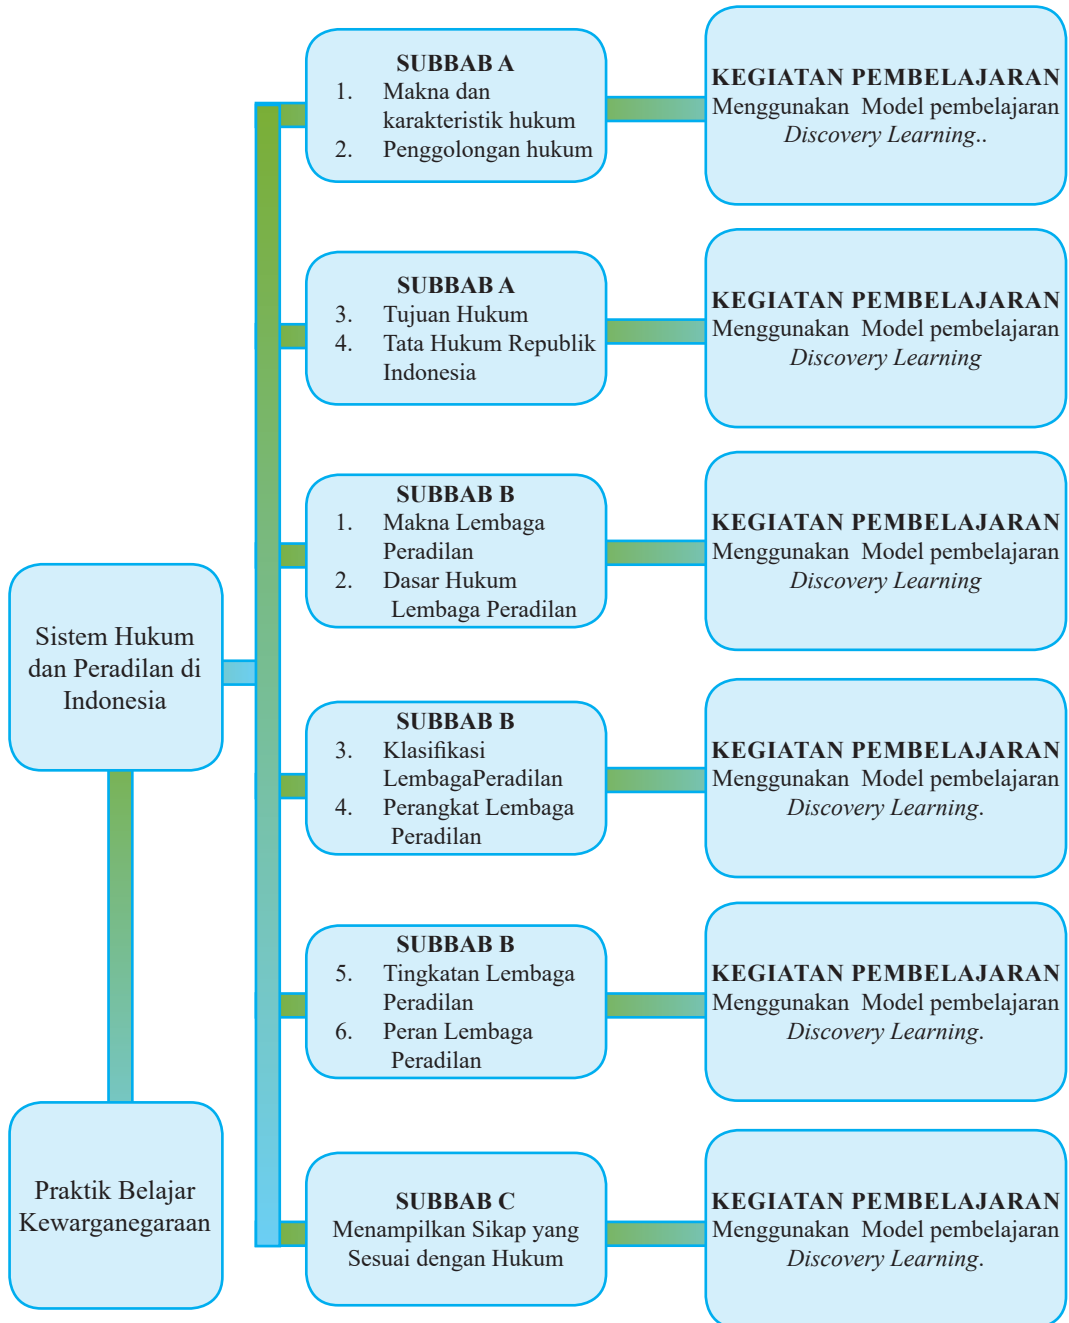 SUBBAB A
1. Makna dan
karakteristik hukum
2. Penggolongan hukum
KEGIATAN PEMBELAJARAN
Menggunakan Model pembelajaran
Discovery Learning..
SUBBAB A
3. Tujuan Hukum
4. Tata Hukum Republik
Indonesia
KEGIATAN PEMBELAJARAN
Menggunakan Model pembelajaran
Discovery Learning
SUBBAB B
1. Makna Lembaga
Peradilan
2. Dasar Hukum
Lembaga Peradilan
KEGIATAN PEMBELAJARAN
Menggunakan Model pembelajaran
Discovery Learning
Sistem Hukum
dan Peradilan di
Indonesia
SUBBAB B
3. Klasifikasi
LembagaPeradilan
4. Perangkat Lembaga
Peradilan
KEGIATAN PEMBELAJARAN
Menggunakan Model pembelajaran
Discovery Learning.
SUBBAB B
5. Tingkatan Lembaga
Peradilan
6. Peran Lembaga
Peradilan
KEGIATAN PEMBELAJARAN
Menggunakan Model pembelajaran
Discovery Learning.
Praktik Belajar
Kewarganegaraan
SUBBAB C
Menampilkan Sikap yang
Sesuai dengan Hukum
KEGIATAN PEMBELAJARAN
Menggunakan Model pembelajaran
Discovery Learning.